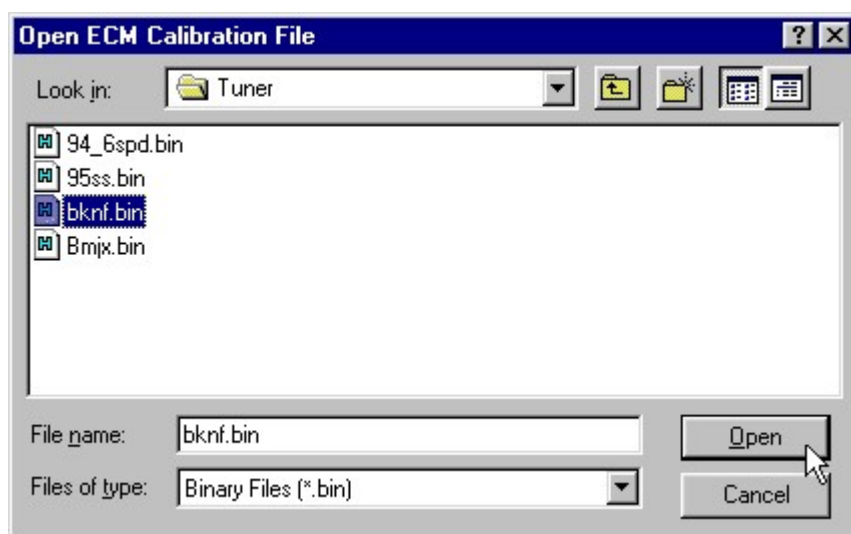 Open ECM Calibration File
Look in: Tuner
94_6spd.bin
95ss.bin
bknf.bin
Bmjx.bin
File name: bknf.bin Open
Files of type: Binary Files (*.bin) Cancel